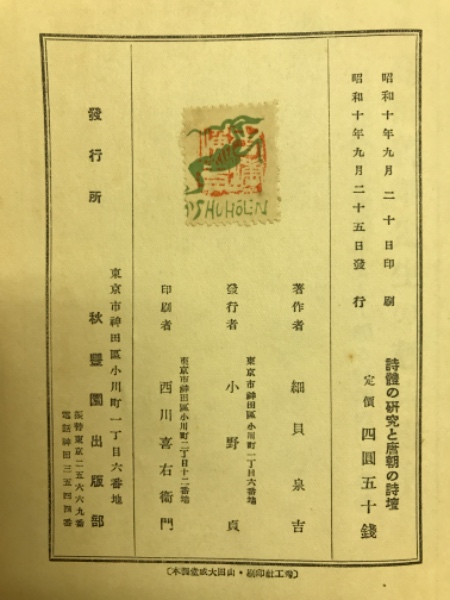 昭和十年九月二十日印刷
昭和十年九月二十五日發行
詩體の研究と唐朝の詩壇
定價 四圓五十錢
著作者 細貝泉吉
東京市神田區小川町一丁目六番地
發行者 小野貞
東京市神田區小川町二丁目十二番地
印刷者 西川喜右衞門
SHUHÔEN
發行所
東京市神田區小川町一丁目六番地
秋豐園出版部
振替東京二五六六九番
電話神田三五四四番